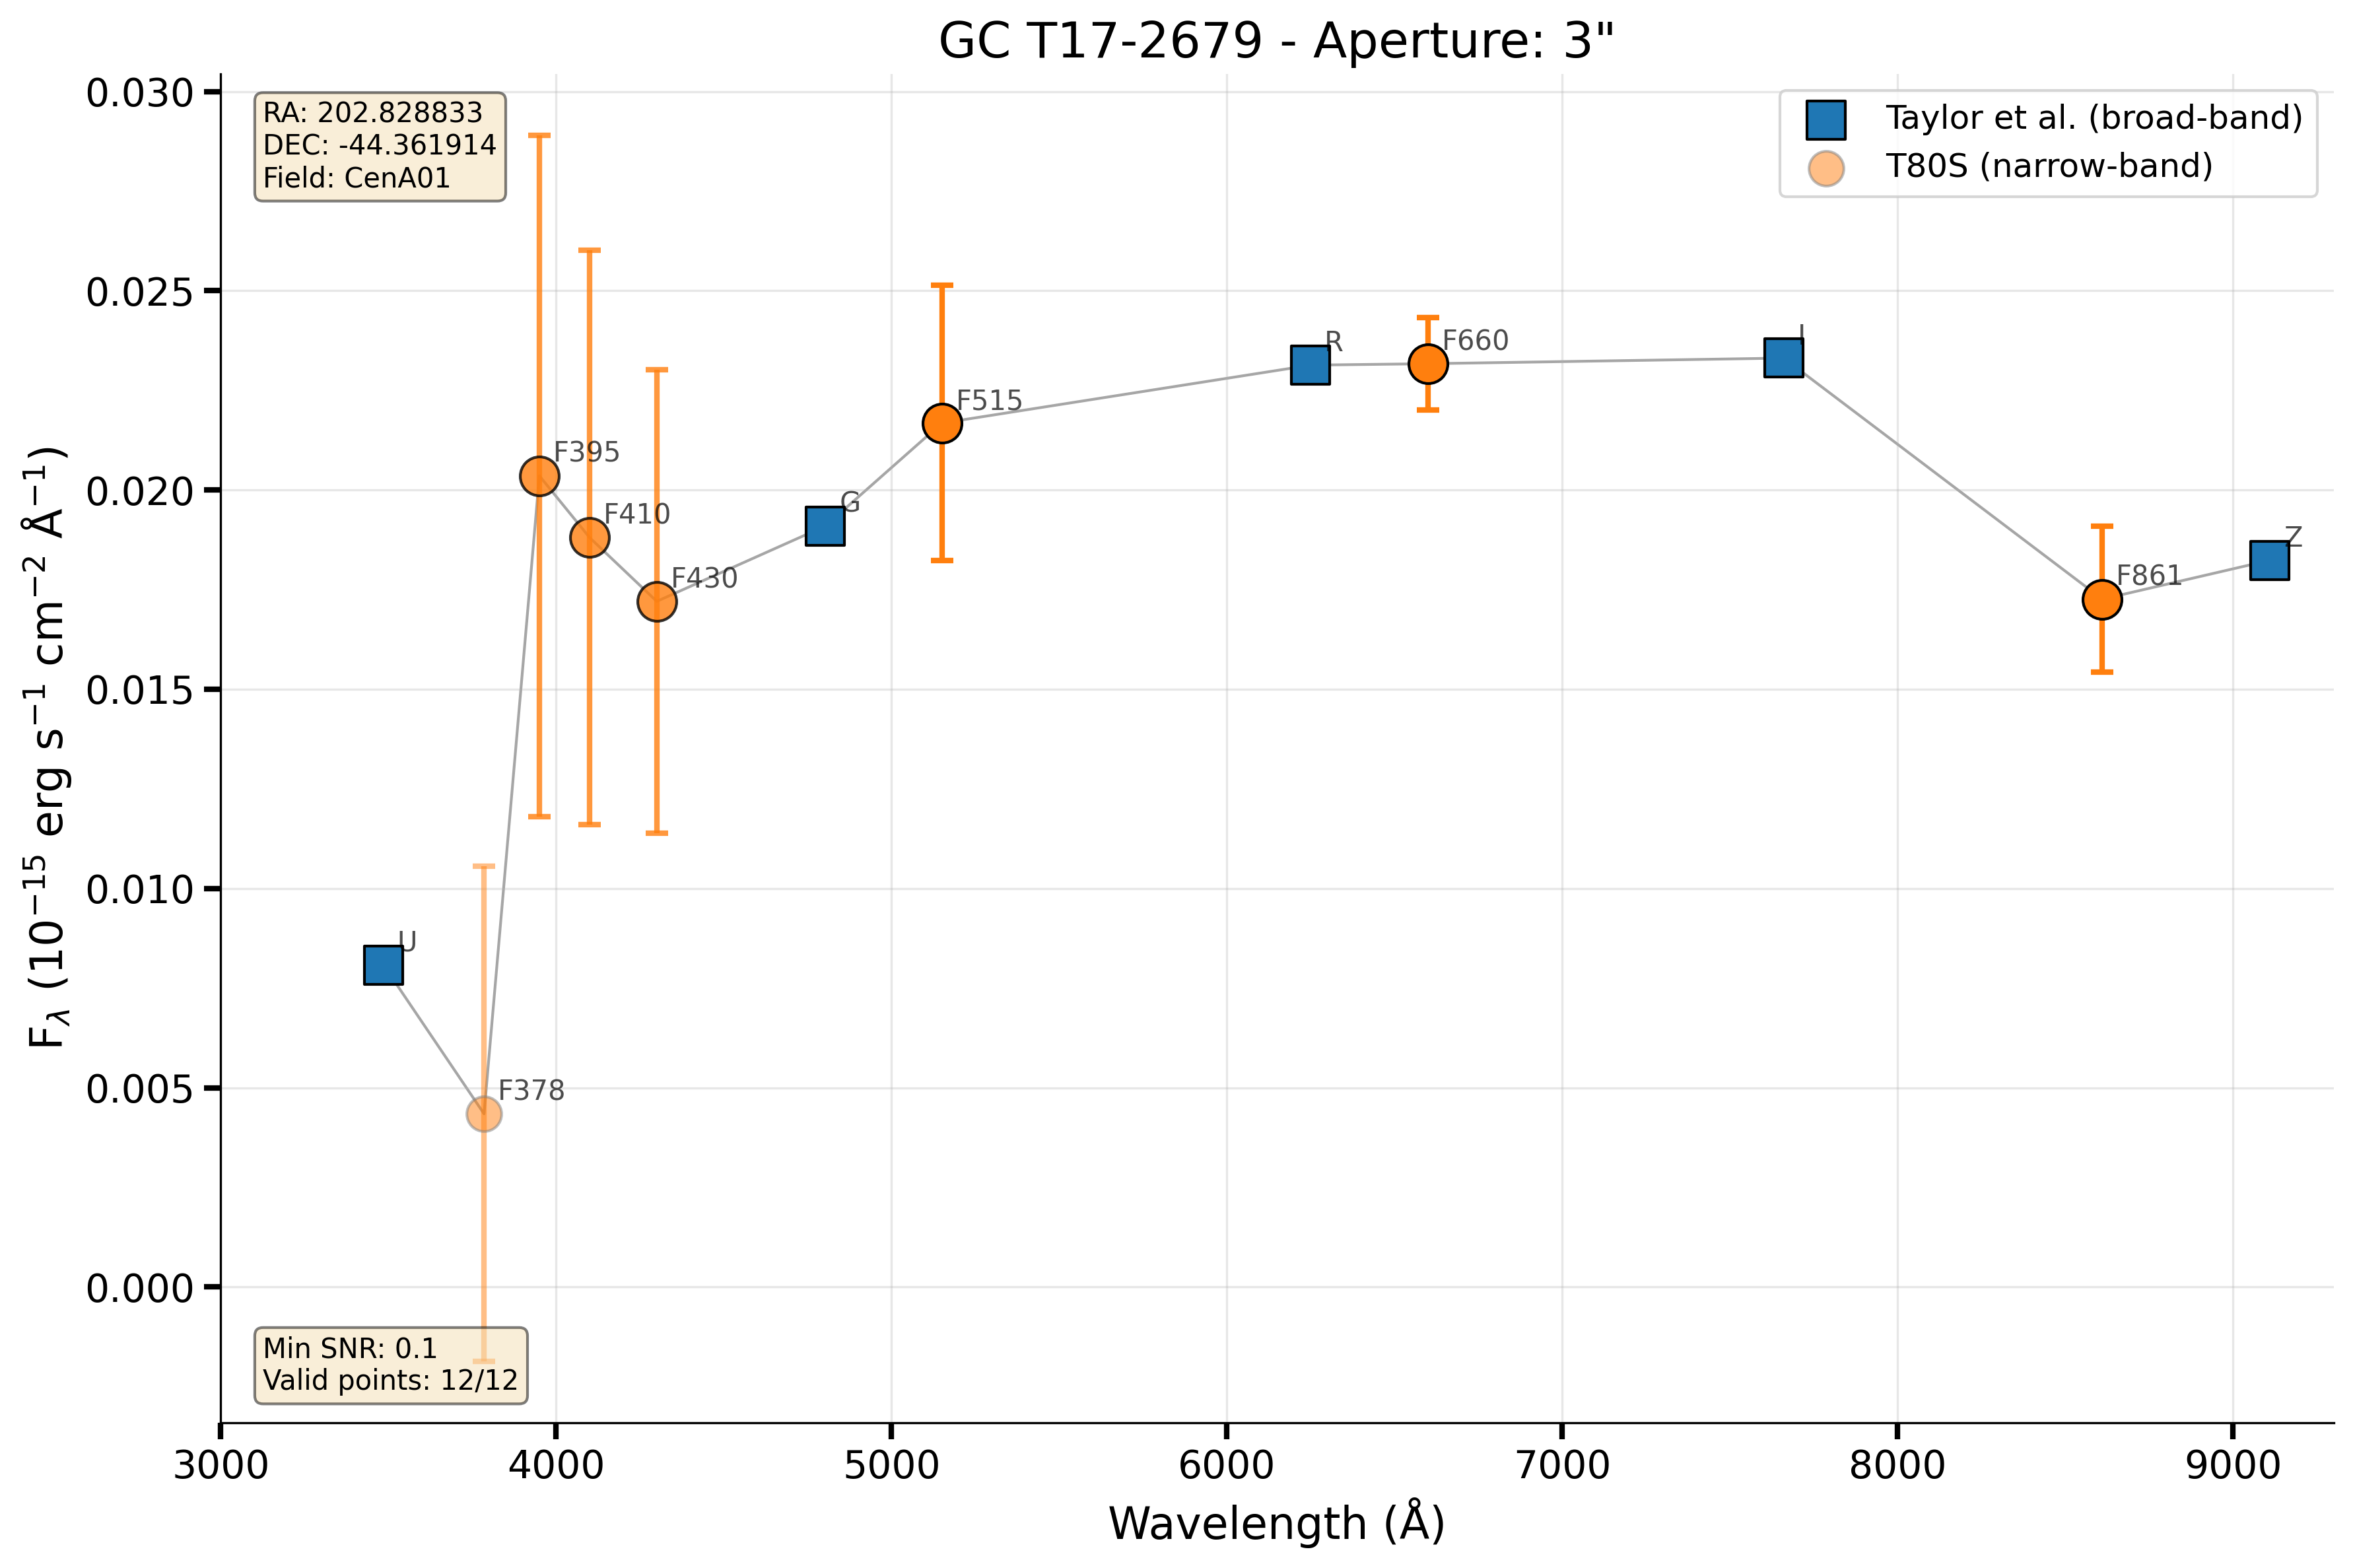 GC T17-2679 - Aperture: 3"
RA: 202.828833
DEC: -44.361914
Field: CenA01
Taylor et al. (broad-band)
T80S (narrow-band)
F$_{\lambda}$ (10$^{-15}$ erg s$^{-1}$ cm$^{-2}$ Å$^{-1}$)
0.030
0.025
0.020
0.015
0.010
0.005
0.000
U
F378
F395
F410
F430
G
F515
R
F660
I
F861
Z
Min SNR: 0.1
Valid points: 12/12
3000 4000 5000 6000 7000 8000 9000
Wavelength (Å)